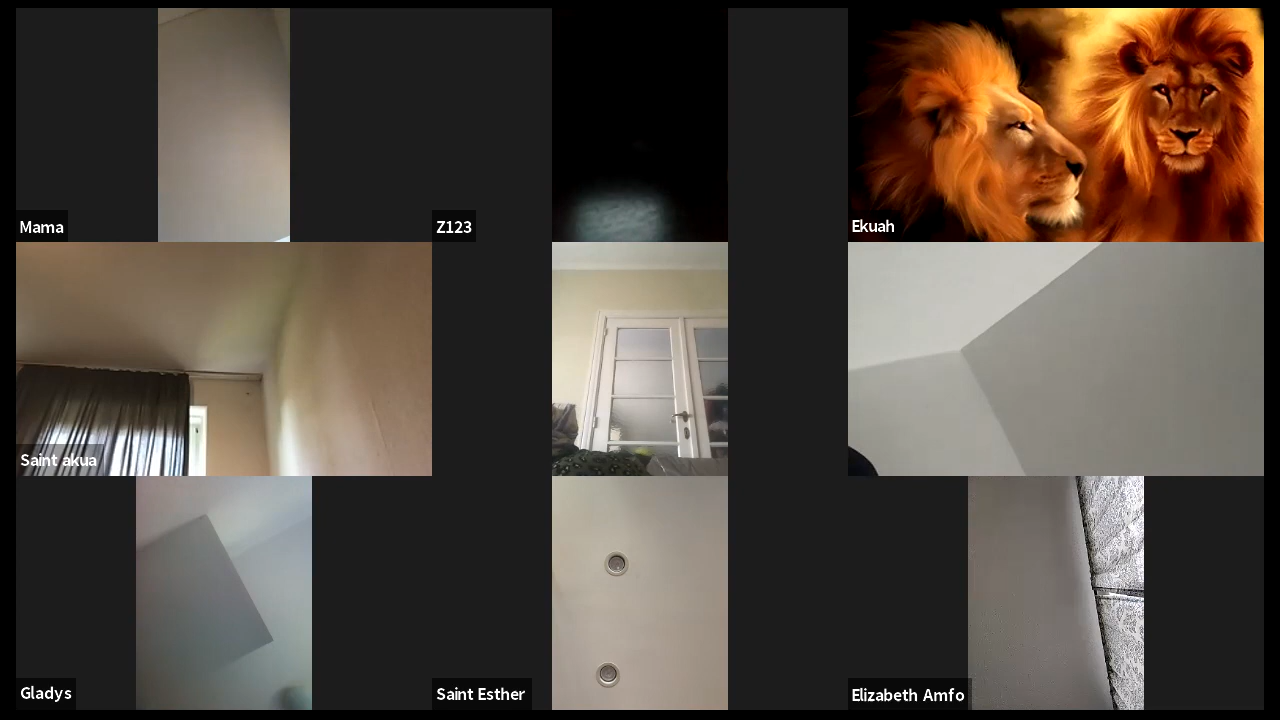 Mama
Z123
Ekuah
Saint akua
Gladys
Saint Esther
Elizabeth Amfo